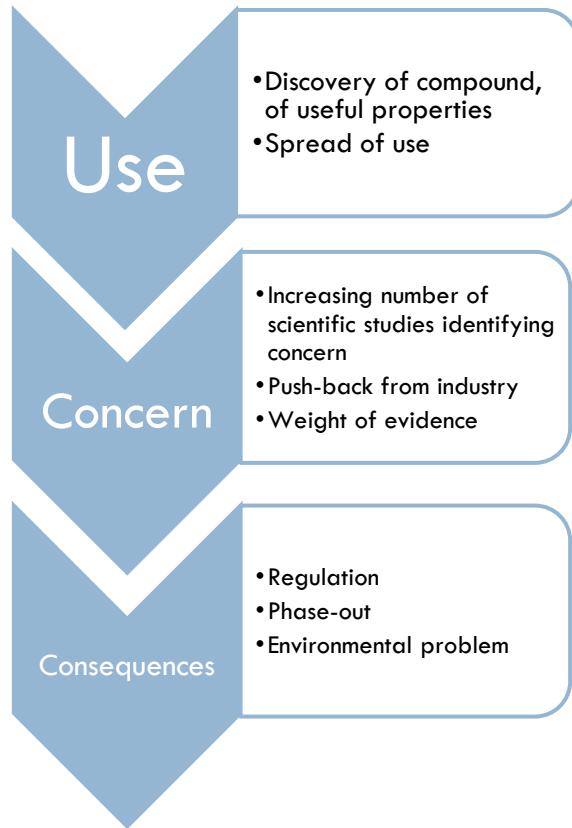 Use
•Discovery of compound,
of useful properties
•Spread of use
Concern
•Increasing number of
scientific studies identifying
concern
•Push-back from industry
•Weight of evidence
Consequences
•Regulation
•Phase-out
•Environmental problem